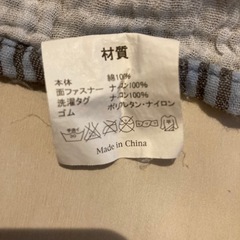 材質
本体 綿10%
面ファスナー ナイロン100%
洗濯タグ ナイロン100%
ゴム ポリウレタン・ナイロン
Made in China